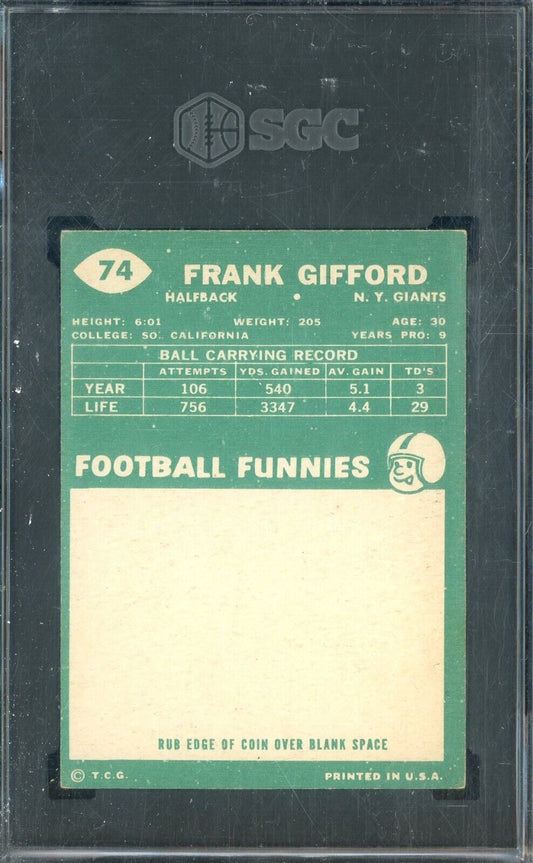 SGC
74 FRANK GIFFORD
HALFBACK • N. Y. GIANTS
HEIGHT: 6:01 WEIGHT: 205 AGE: 30
COLLEGE: SO. CALIFORNIA YEARS PRO: 9
BALL CARRYING RECORD
ATTEMPTS YDS. GAINED AV. GAIN TD'S
YEAR 106 540 5.1 3
LIFE 756 3347 4.4 29
FOOTBALL FUNNIES
RUB EDGE OF COIN OVER BLANK SPACE
© T.C.G. PRINTED IN U.S.A.